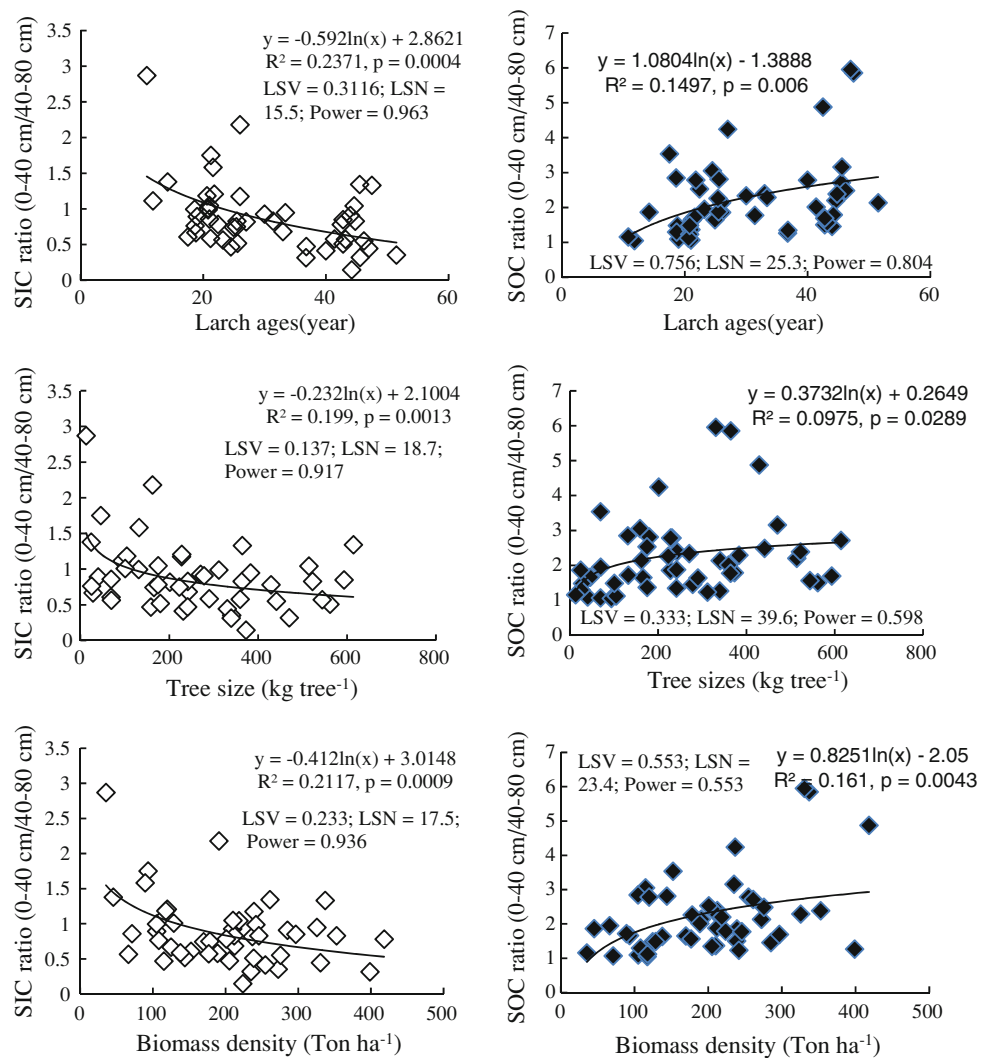 y = -0.592ln(x) + 2.8621
R² = 0.2371, p = 0.0004
LSV = 0.3116; LSN =
15.5; Power = 0.963
SIC ratio (0-40 cm/40-80 cm)
3.5
3
2.5
2
1.5
1
0.5
0
0 20 40 60
Larch ages(year)
y = 1.0804ln(x) - 1.3888
R² = 0.1497, p = 0.006
LSV = 0.756; LSN = 25.3; Power = 0.804
SOC ratio (0-40 cm/40-80 cm)
7
6
5
4
3
2
1
0
0 20 40 60
Larch ages(year)
y = -0.232ln(x) + 2.1004
R² = 0.199, p = 0.0013
LSV = 0.137; LSN = 18.7;
Power = 0.917
SIC ratio (0-40 cm/40-80 cm)
3.5
3
2.5
2
1.5
1
0.5
0
0 200 400 600 800
Tree size (kg tree⁻¹)
y = 0.3732ln(x) + 0.2649
R² = 0.0975, p = 0.0289
LSV = 0.333; LSN = 39.6; Power = 0.598
SOC ratio (0-40 cm/40-80 cm)
7
6
5
4
3
2
1
0
0 200 400 600 800
Tree sizes (kg tree⁻¹)
y = -0.412ln(x) + 3.0148
R² = 0.2117, p = 0.0009
LSV = 0.233; LSN = 17.5;
Power = 0.936
SIC ratio (0-40 cm/40-80 cm)
3.5
3
2.5
2
1.5
1
0.5
0
0 100 200 300 400 500
Biomass density (Ton ha⁻¹)
LSV = 0.553; LSN =
23.4; Power = 0.553
y = 0.8251ln(x) - 2.05
R² = 0.161, p = 0.0043
SOC ratio (0-40 cm/40-80 cm)
7
6
5
4
3
2
1
0
0 100 200 300 400 500
Biomass density (Ton ha⁻¹)